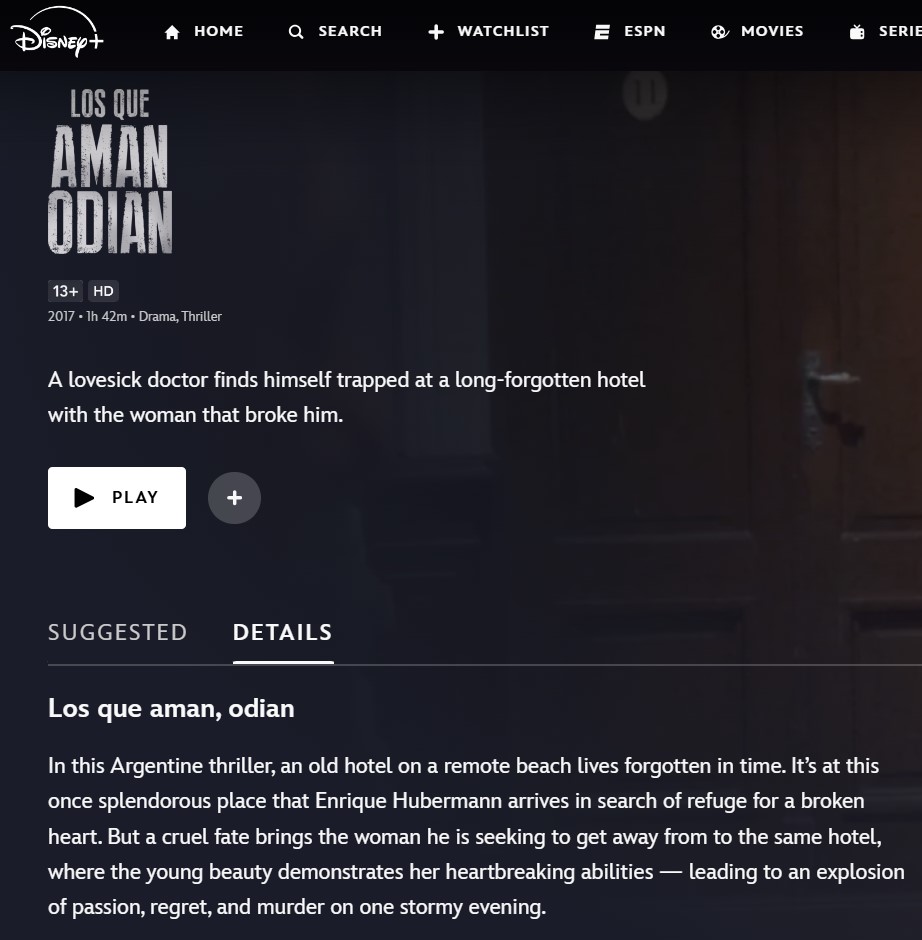 Disney+
HOME
SEARCH
WATCHLIST
ESPN
MOVIES
SERIE
LOS QUE
AMAN
ODIAN
11
13+ HD
2017 • 1h 42m • Drama, Thriller
A lovesick doctor finds himself trapped at a long-forgotten hotel
with the woman that broke him.
PLAY
SUGGESTED
DETAILS
Los que aman, odian
In this Argentine thriller, an old hotel on a remote beach lives forgotten in time. It’s at this
once splendorous place that Enrique Hubermann arrives in search of refuge for a broken
heart. But a cruel fate brings the woman he is seeking to get away from to the same hotel,
where the young beauty demonstrates her heartbreaking abilities — leading to an explosion
of passion, regret, and murder on one stormy evening.